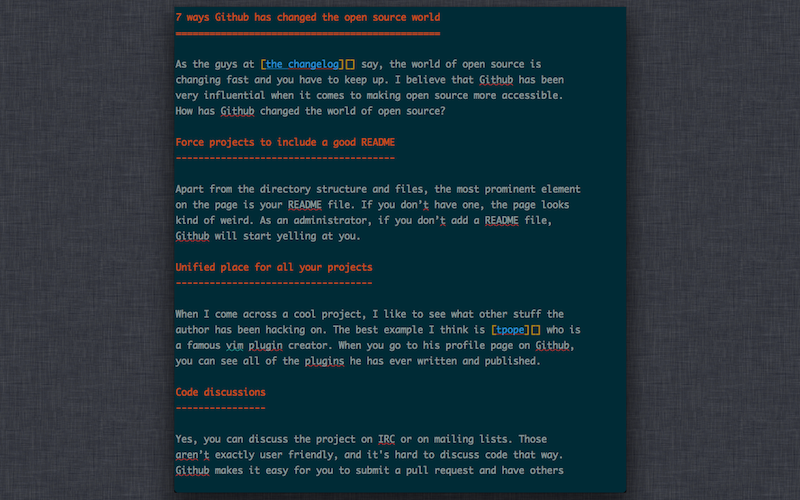 7 ways Github has changed the open source world
===============================================
As the guys at [the changelog][] say, the world of open source is
changing fast and you have to keep up. I believe that Github has been
very influential when it comes to making open source more accessible.
How has Github changed the world of open source?
Force projects to include a good README
---------------------------------------
Apart from the directory structure and files, the most prominent element
on the page is your README file. If you don’t have one, the page looks
kind of weird. As an administrator, if you don’t add a README file,
Github will start yelling at you.
Unified place for all your projects
-----------------------------------
When I come across a cool project, I like to see what other stuff the
author has been hacking on. The best example I think is [tpope][] who is
a famous vim plugin creator. When you go to his profile page on Github,
you can see all of the plugins he has ever written and published.
Code discussions
----------------
Yes, you can discuss the project on IRC or on mailing lists. Those
aren't exactly user friendly, and it's hard to discuss code that way.
Github makes it easy for you to submit a pull request and have others